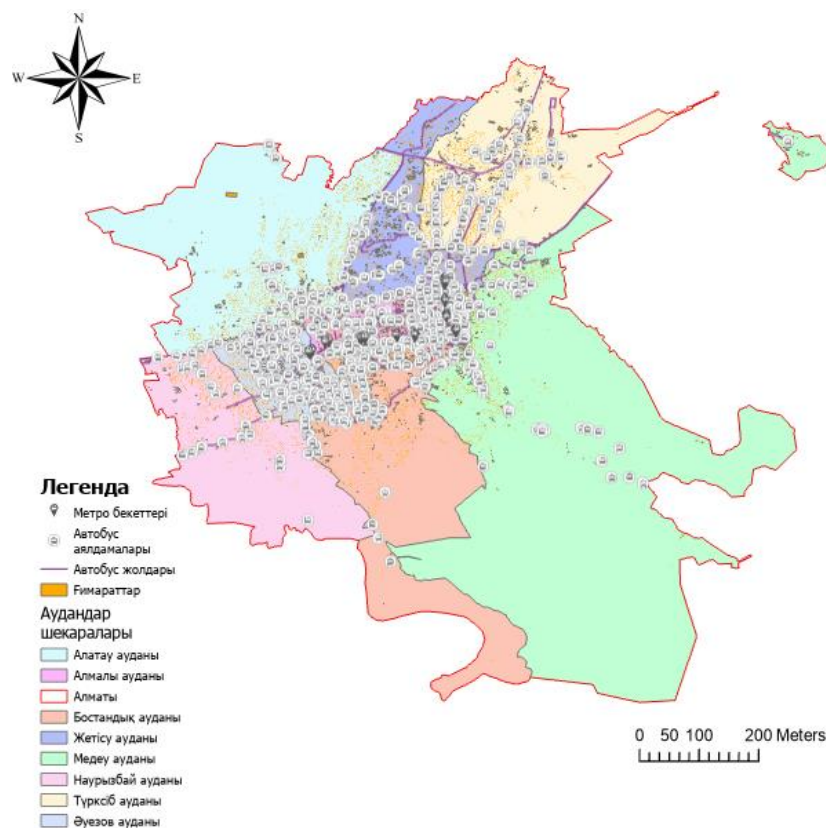 N
W E
S
Легенда
Метро бекеттері
Автобус
аялдамалары
Автобус жолдары
Ғимараттар
Аудандар
шекаралары
Алатау ауданы
Алмалы ауданы
Алматы
Бостандық ауданы
Жетісу ауданы
Медеу ауданы
Наурызбай ауданы
Түрксіб ауданы
Әуезов ауданы
0 50 100 200 Meters